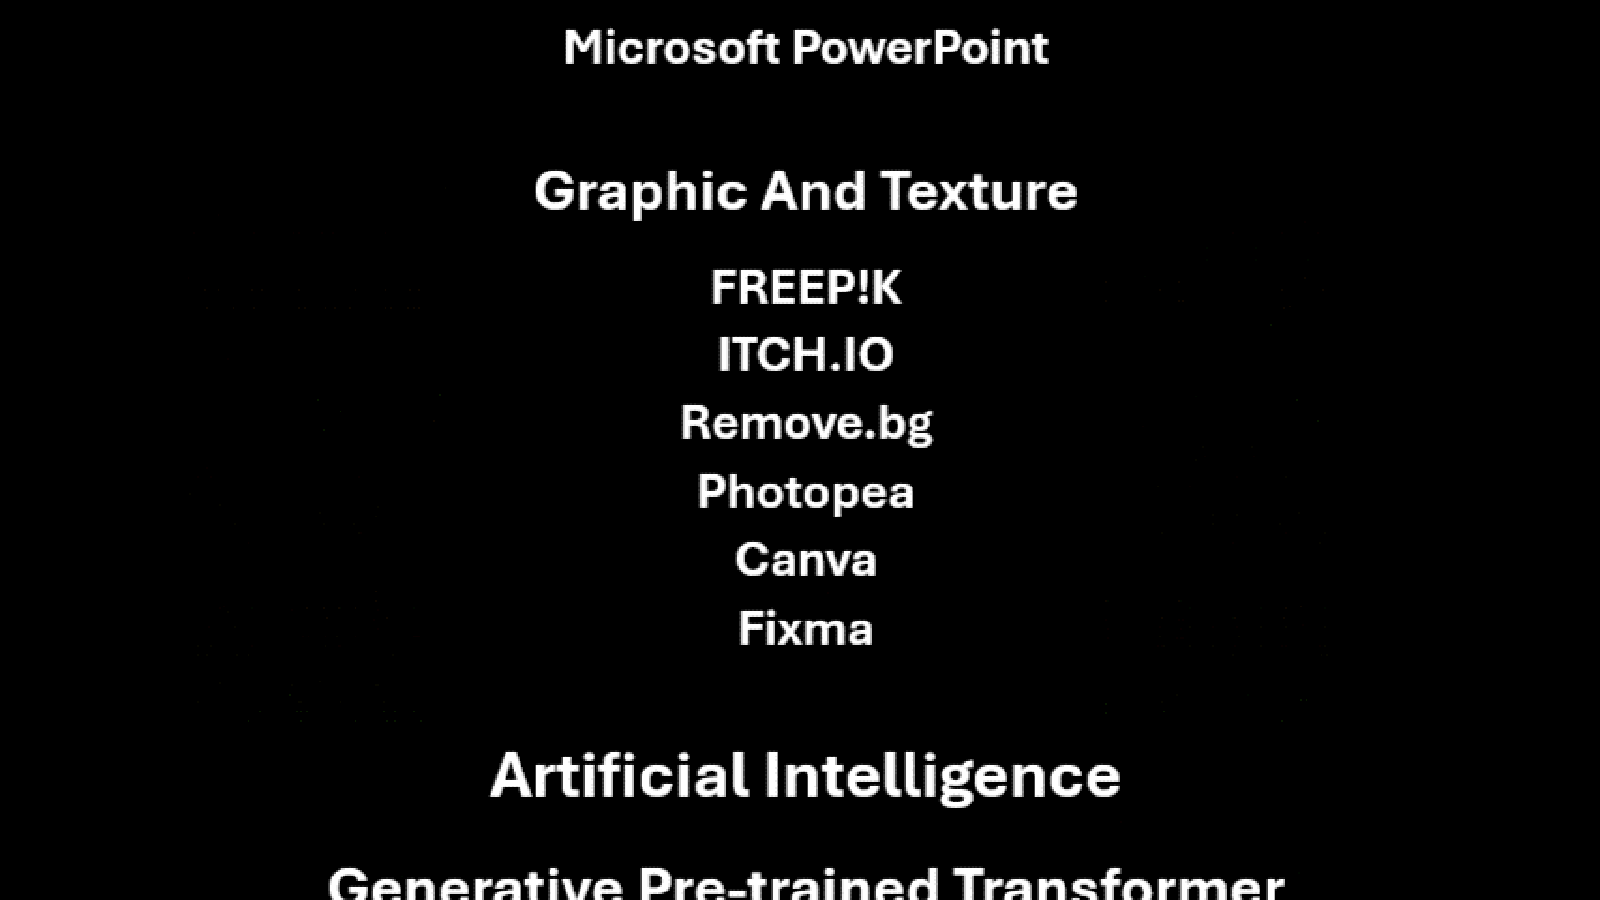 Microsoft PowerPoint
Graphic And Texture
FREEP!K
ITCH.IO
Remove.bg
Photopea
Canva
Fixma
Artificial Intelligence
Generative Pre-trained Transformer